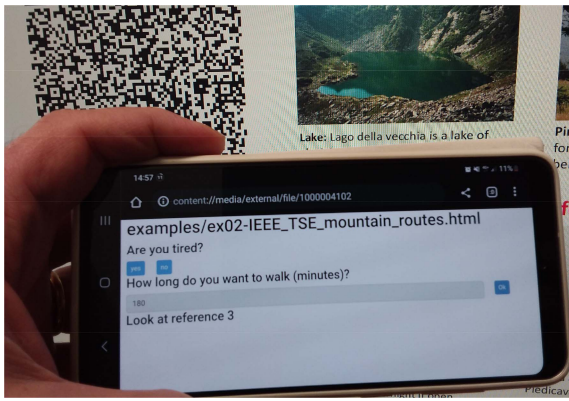 Lake: Lago della vecchia is a lake of
14:57
11%
content://media/external/file/1000004102
examples/ex02-IEEE_TSE_mountain_routes.html
Are you tired?
yes no
How long do you want to walk (minutes)?
180
Ok
Look at reference 3
Piedicav